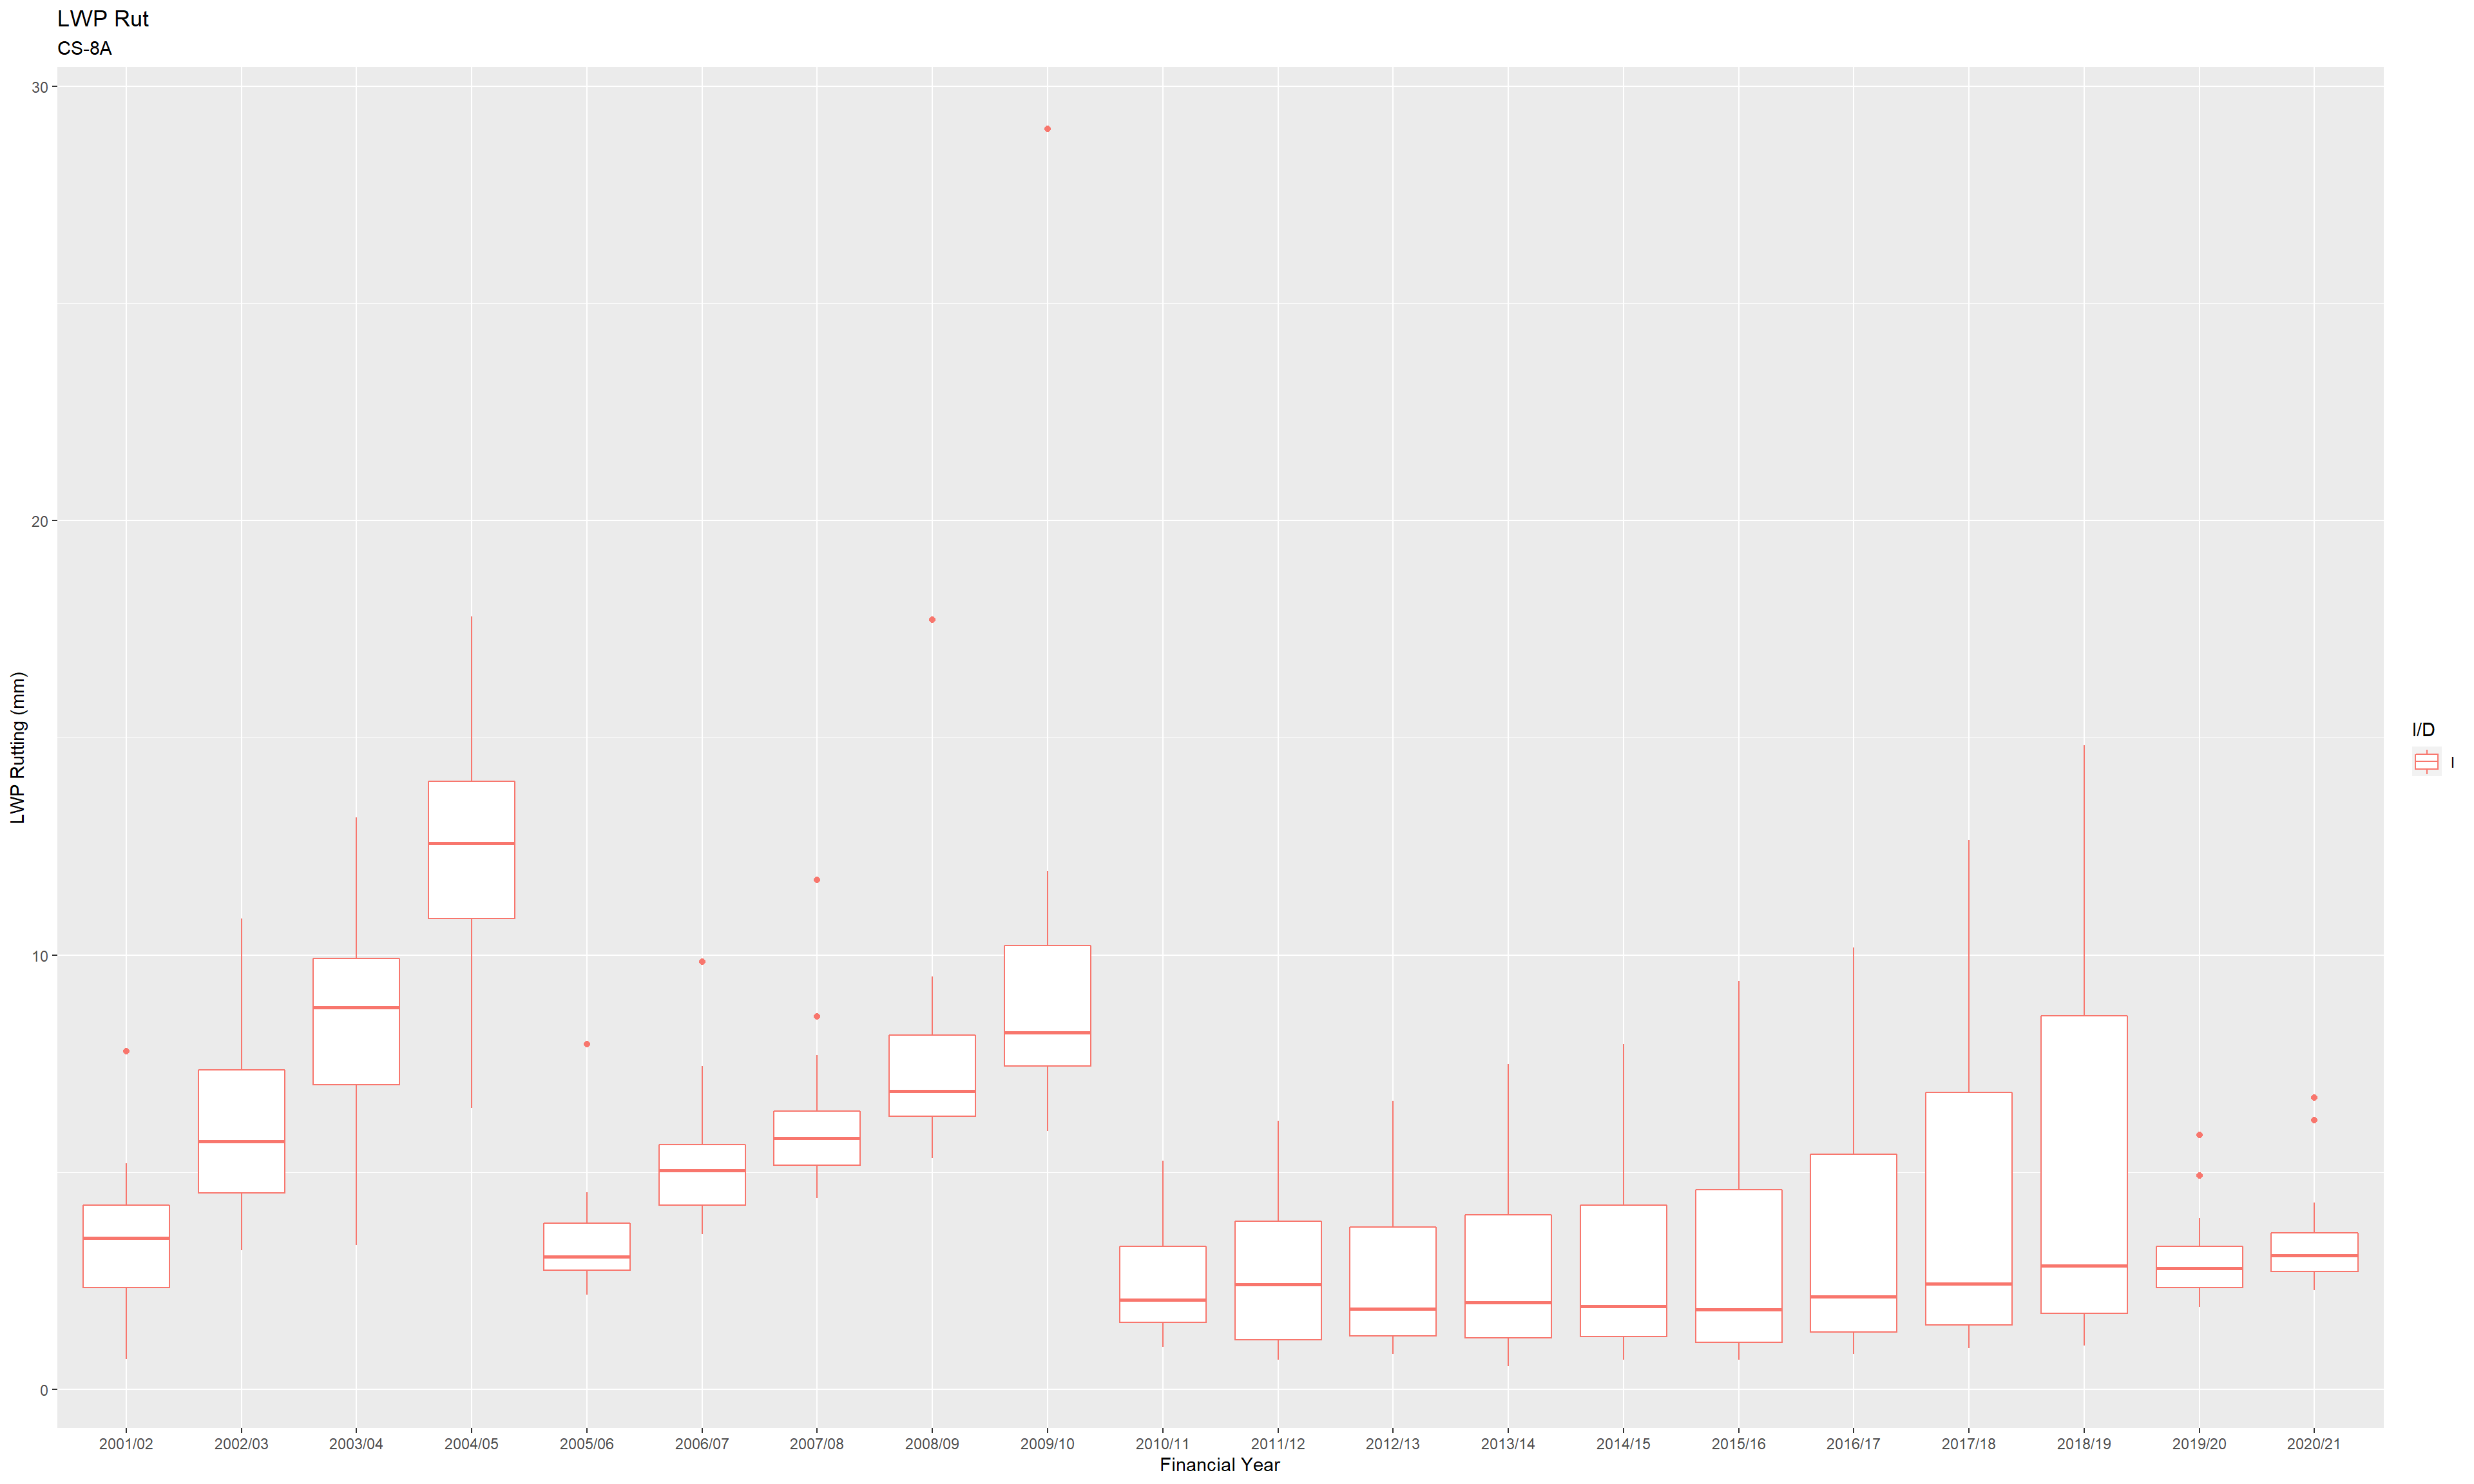 LWP Rut
CS-8A
30
20
10
0
LWP Rutting (mm)
2001/02 2002/03 2003/04 2004/05 2005/06 2006/07 2007/08 2008/09 2009/10 2010/11 2011/12 2012/13 2013/14 2014/15 2015/16 2016/17 2017/18 2018/19 2019/20 2020/21
Financial Year
I/D
I